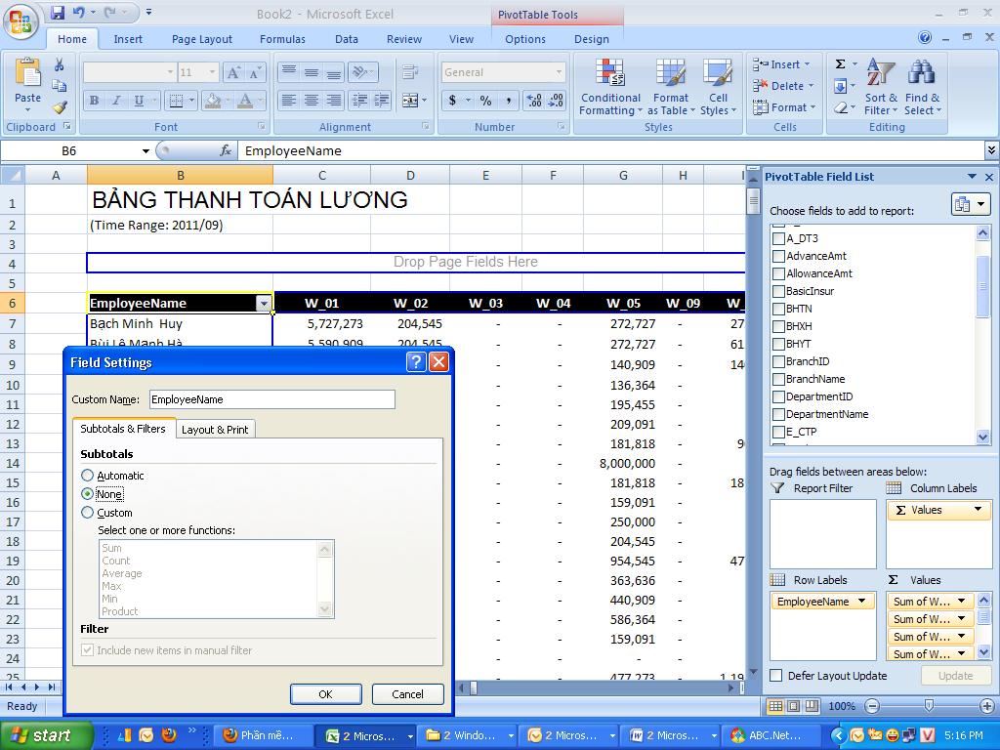 Book2 - Microsoft Excel
PivotTable Tools
Home Insert Page Layout Formulas Data Review View Options Design
Paste
11
General
B I U
$ % ,
Conditional Formatting
Format as Table
Cell Styles
Insert
Delete
Format
Σ
Sort & Filter
Find & Select
Clipboard Font Alignment Number Styles Cells Editing
B6 fx EmployeeName
A B C D E F G H I
1 BẢNG THANH TOÁN LƯƠNG
2 (Time Range: 2011/09)
3
4 Drop Page Fields Here
5
6 EmployeeName W_01 W_02 W_03 W_04 W_05 W_09 W_
7 Bạch Minh Huy 5,727,273 204,545 - - 272,727 - 27
8 Bùi Lê Mạnh Hà 5,590,909 204,545 - - 272,727 - 61
9 - 140,909 - 14
10 - 136,364 -
11 - 195,455 -
12 - 209,091 -
13 - - 181,818 - 9
14 - - 8,000,000 -
15 - - 181,818 - 18
16 - - 159,091 -
17 - - 250,000 -
18 - - 204,545 -
19 - - 954,545 - 47
20 - - 363,636 -
21 - - 440,909 -
22 - - 586,364 -
23 - - 159,091 -
24 - - - -
25 - - 477,273 - 1,19
Field Settings
Custom Name: EmployeeName
Subtotals & Filters
Layout & Print
Subtotals
Automatic
None
Custom
Select one or more functions:
Sum
Count
Average
Max
Min
Product
Filter
Include new items in manual filter
OK
Cancel
PivotTable Field List
Choose fields to add to report:
A_DT3
AdvanceAmt
AllowanceAmt
BasicInsur
BHTN
BHXH
BHYT
BranchID
BranchName
DepartmentID
DepartmentName
E_CTP
Drag fields between areas below:
Report Filter
Column Labels
Σ Values
Row Labels
Σ Values
EmployeeName
Sum of W...
Sum of W...
Sum of W...
Sum of W...
Defer Layout Update
Update
Ready
100%
start
Phần mề...
2 Micros...
2 Windo...
2 Micros...
2 Micros...
ABC.Net...
V
5:16 PM